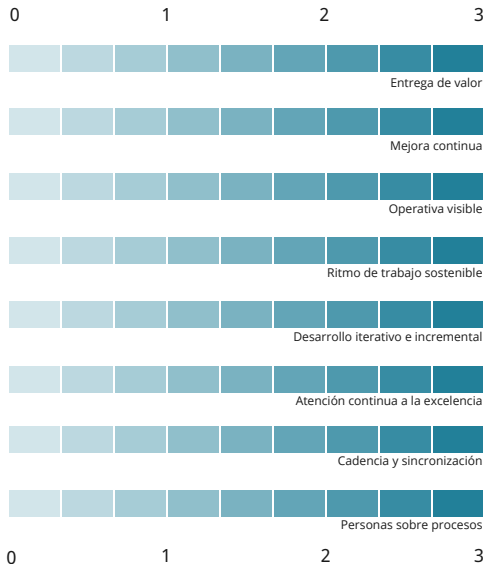 0 1 2 3
Entrega de valor
Mejora continua
Operativa visible
Ritmo de trabajo sostenible
Desarrollo iterativo e incremental
Atención continua a la excelencia
Cadencia y sincronización
Personas sobre procesos
0 1 2 3